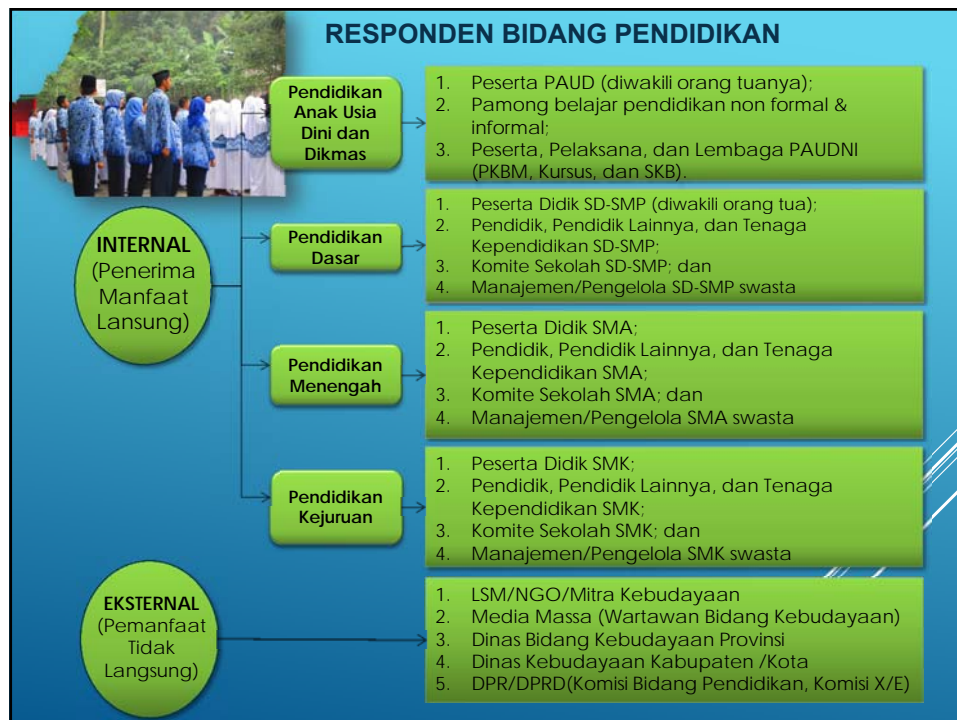 RESPONDEN BIDANG PENDIDIKAN
INTERNAL
(Penerima
Manfaat
Lansung)
Pendidikan
Anak Usia
Dini dan
Dikmas
1. Peserta PAUD (diwakili orang tuanya);
2. Pamong belajar pendidikan non formal &
informal;
3. Peserta, Pelaksana, dan Lembaga PAUDNI
(PKBM, Kursus, dan SKB).
Pendidikan
Dasar
1. Peserta Didik SD-SMP (diwakili orang tua);
2. Pendidik, Pendidik Lainnya, dan Tenaga
Kependidikan SD-SMP;
3. Komite Sekolah SD-SMP; dan
4. Manajemen/Pengelola SD-SMP swasta
Pendidikan
Menengah
1. Peserta Didik SMA;
2. Pendidik, Pendidik Lainnya, dan Tenaga
Kependidikan SMA;
3. Komite Sekolah SMA; dan
4. Manajemen/Pengelola SMA swasta
Pendidikan
Kejuruan
1. Peserta Didik SMK;
2. Pendidik, Pendidik Lainnya, dan Tenaga
Kependidikan SMK;
3. Komite Sekolah SMK; dan
4. Manajemen/Pengelola SMK swasta
EKSTERNAL
(Pemanfaat
Tidak
Langsung)
1. LSM/NGO/Mitra Kebudayaan
2. Media Massa (Wartawan Bidang Kebudayaan)
3. Dinas Bidang Kebudayaan Provinsi
4. Dinas Kebudayaan Kabupaten /Kota
5. DPR/DPRD(Komisi Bidang Pendidikan, Komisi X/E)